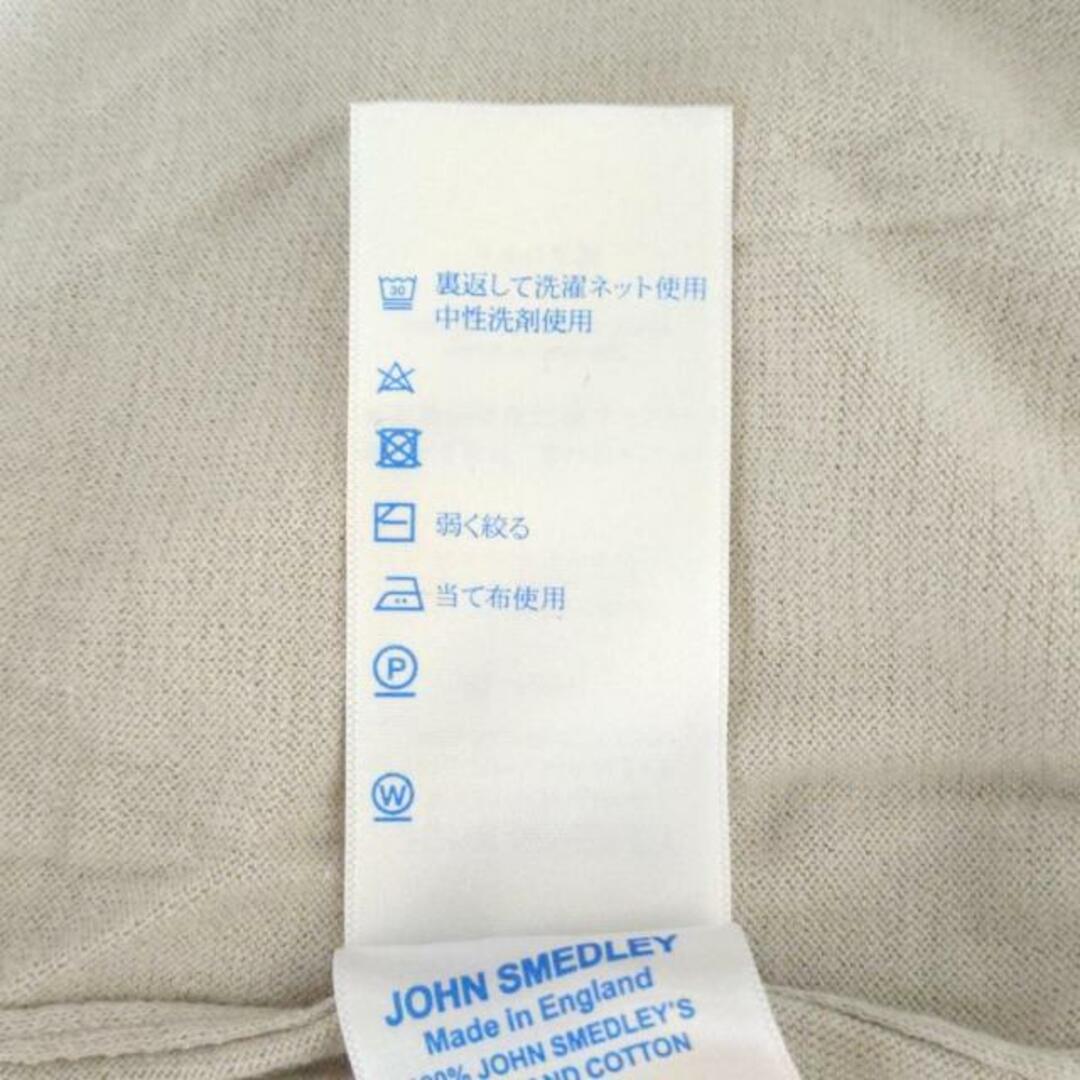 30 裏返して洗濯ネット使用
中性洗剤使用
弱く絞る
当て布使用
P
W
JOHN SMEDLEY
Made in England
JOHN SMEDLEY'S
COTTON